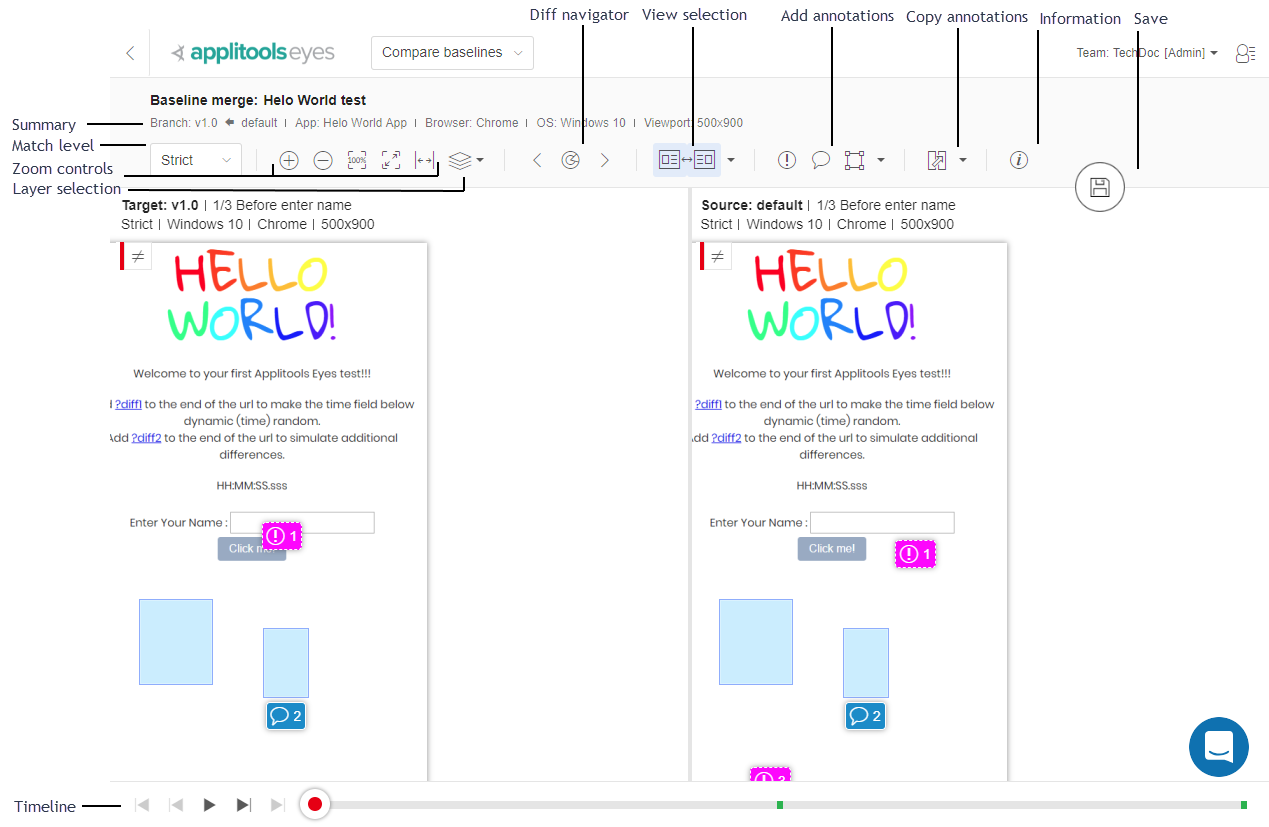 Diff navigator View selection Add annotations Copy annotations Information Save
applitools eyes Compare baselines Team: TechDoc [Admin]
Baseline merge: Helo World test
Summary Branch: v1.0 default | App: Helo World App | Browser: Chrome | OS: Windows 10 | Viewport: 500x900
Match level
Strict 100%
Zoom controls
Layer selection
Target: v1.0 | 1/3 Before enter name
Strict | Windows 10 | Chrome | 500x900
≠
HELLO
WORLD!
Welcome to your first Applitools Eyes test!!!
?diff1 to the end of the url to make the time field below
dynamic (time) random.
Add ?diff2 to the end of the url to simulate additional
differences.
HH:MM:SS.sss
Enter Your Name :
1
Click m
2
Source: default | 1/3 Before enter name
Strict | Windows 10 | Chrome | 500x900
≠
HELLO
WORLD!
Welcome to your first Applitools Eyes test!!!
?diff1 to the end of the url to make the time field below
dynamic (time) random.
Add ?diff2 to the end of the url to simulate additional
differences.
HH:MM:SS.sss
Enter Your Name :
Click me!
1
2
Timeline